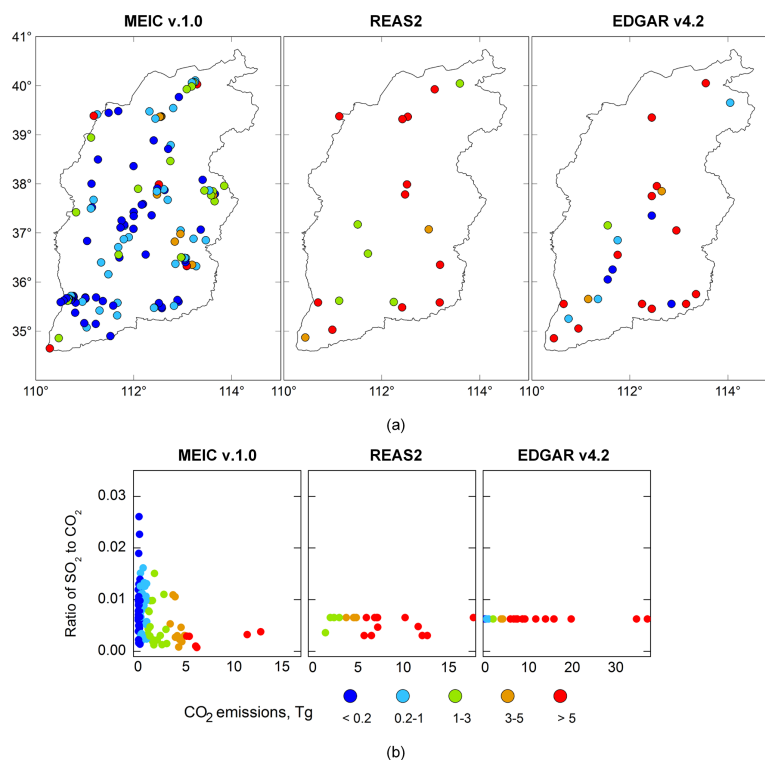 MEIC v.1.0 REAS2 EDGAR v4.2
41°
40°
39°
38°
37°
36°
35°
110° 112° 114° 110° 112° 114° 110° 112° 114°
(a)
MEIC v.1.0 REAS2 EDGAR v4.2
Ratio of SO2 to CO2
0.03
0.02
0.01
0.00
0 5 10 15 0 5 10 15 0 10 20 30
CO2 emissions, Tg
< 0.2 0.2-1 1-3 3-5 > 5
(b)